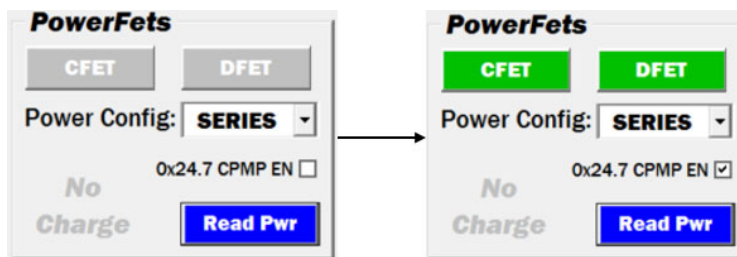 PowerFets
CFET DFET
Power Config: SERIES
0x24.7 CPMP EN
No
Charge
Read Pwr
PowerFets
CFET DFET
Power Config: SERIES
0x24.7 CPMP EN
No
Charge
Read Pwr